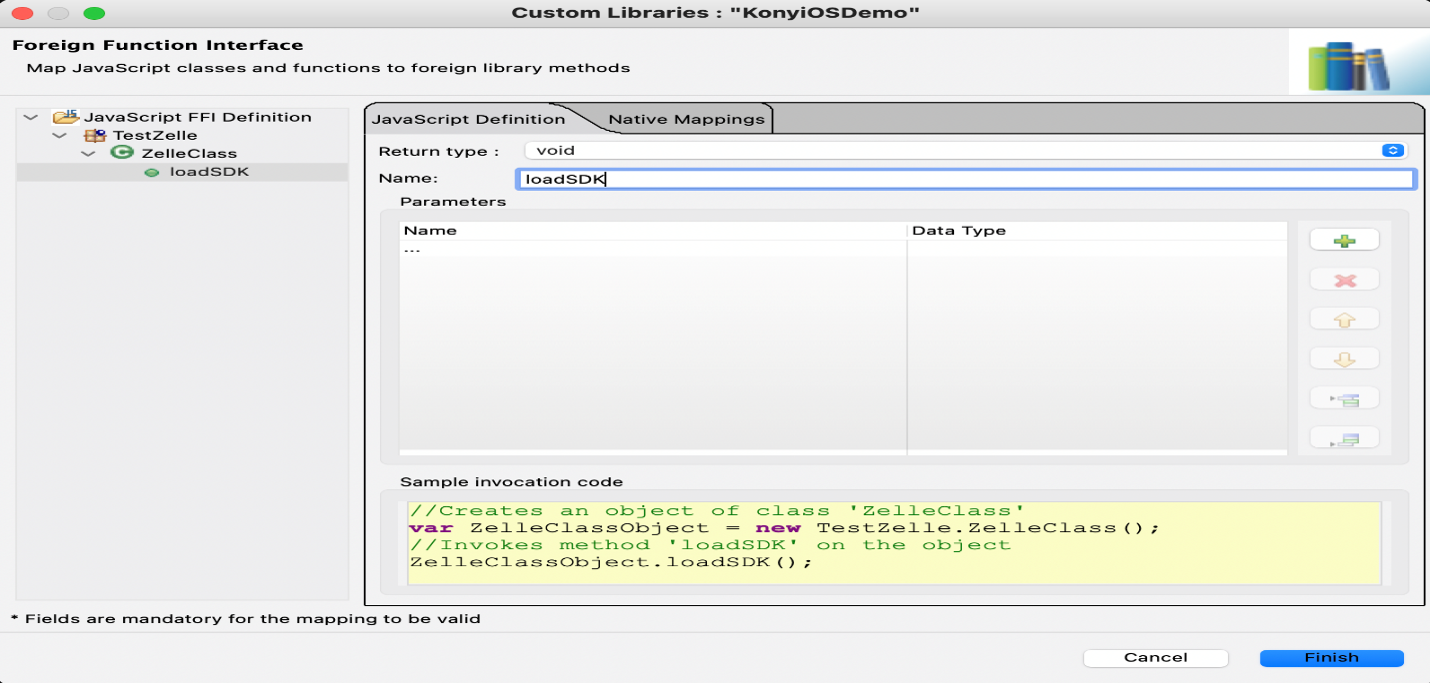 Custom Libraries : "KonyiOSDemo"
Foreign Function Interface
Map JavaScript classes and functions to foreign library methods
JavaScript FFI Definition
TestZelle
ZelleClass
loadSDK
JavaScript Definition
Native Mappings
Return type :
void
Name:
loadSDK
Parameters
Name
Data Type
...
Sample invocation code
//Creates an object of class 'ZelleClass'
var ZelleClassObject = new TestZelle.ZelleClass();
//Invokes method 'loadSDK' on the object
ZelleClassObject.loadSDK();
* Fields are mandatory for the mapping to be valid
Cancel
Finish